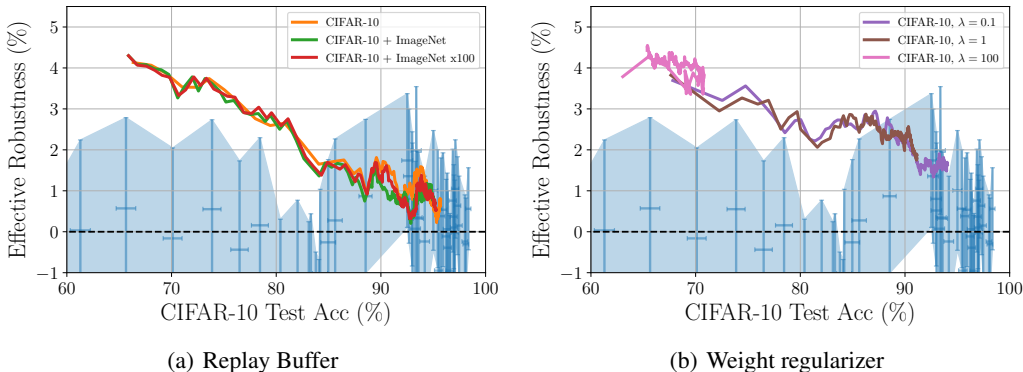 Effective Robustness (%)
5
4
3
2
1
0
−1
60
70
80
90
100
CIFAR-10 Test Acc (%)
CIFAR-10
CIFAR-10 + ImageNet
CIFAR-10 + ImageNet x100
(a) Replay Buffer
Effective Robustness (%)
5
4
3
2
1
0
−1
60
70
80
90
100
CIFAR-10 Test Acc (%)
CIFAR-10, λ = 0.1
CIFAR-10, λ = 1
CIFAR-10, λ = 100
(b) Weight regularizer